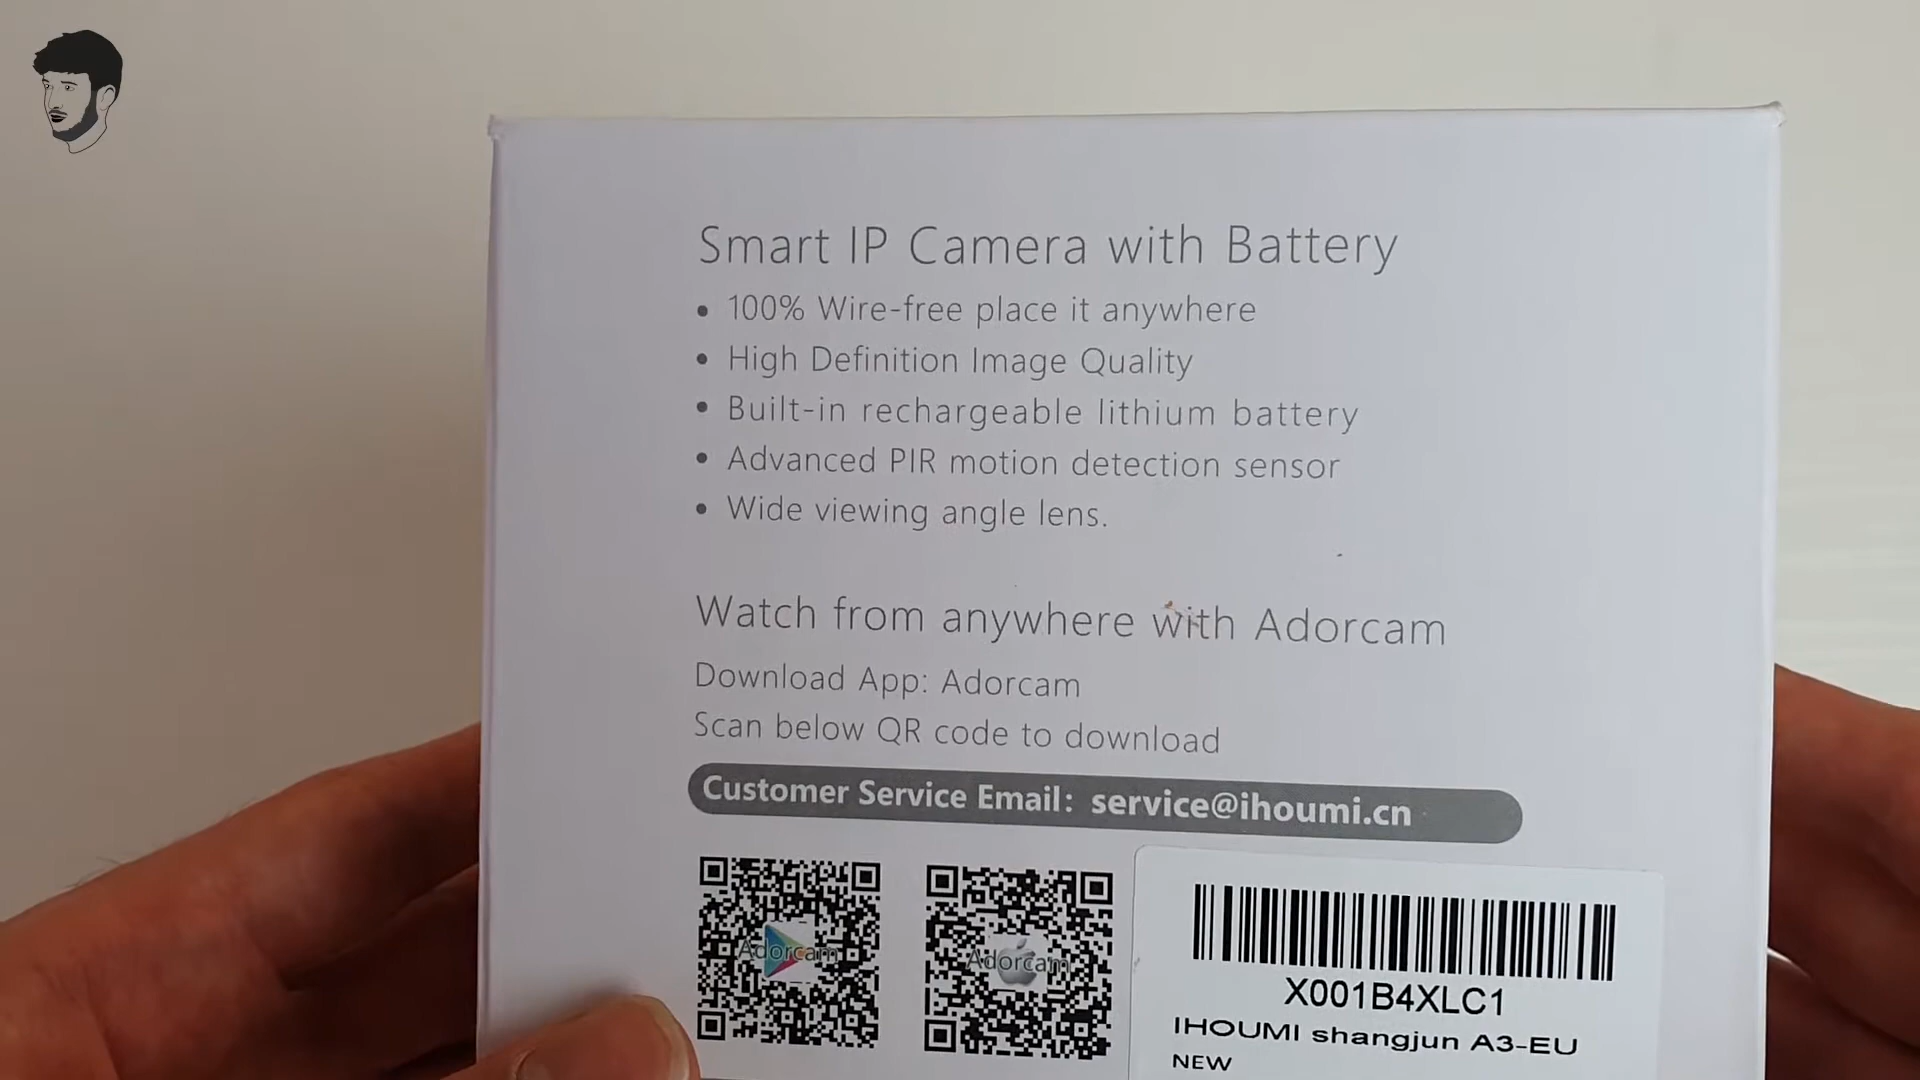 Smart IP Camera with Battery
• 100% Wire-free place it anywhere
• High Definition Image Quality
• Built-in rechargeable lithium battery
• Advanced PIR motion detection sensor
• Wide viewing angle lens.
Watch from anywhere with Adorcam
Download App: Adorcam
Scan below QR code to download
Customer Service Email: service@ihoumi.cn
Adorcam
Adorcam
X001B4XLC1
IHOUMI shangjun A3-EU
NEW